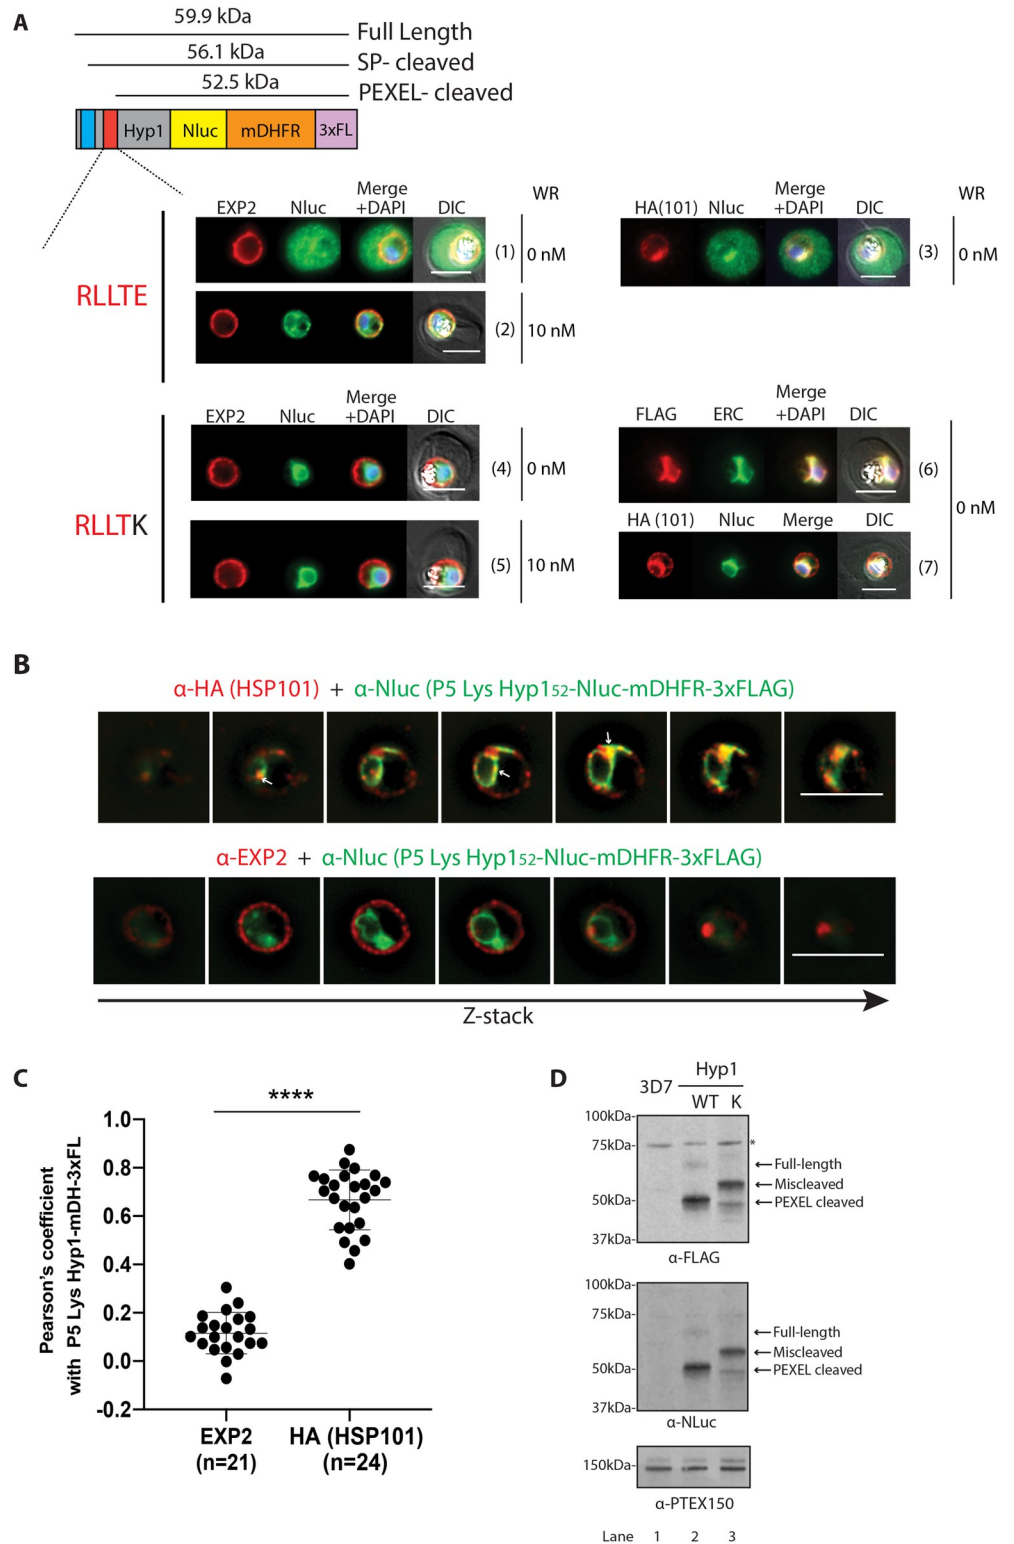 A
59.9 kDa
Full Length
56.1 kDa
SP- cleaved
52.5 kDa
PEXEL- cleaved
Hyp1 Nluc mDHFR 3xFL
EXP2 Nluc Merge +DAPI DIC WR
HA(101) Nluc Merge +DAPI DIC WR
(1) 0 nM
(3) 0 nM
RLLTE
(2) 10 nM
EXP2 Nluc Merge +DAPI DIC
FLAG ERC Merge +DAPI DIC
(4) 0 nM
(6)
0 nM
RLLTK
HA (101) Nluc Merge DIC
(5) 10 nM
(7)
B
α-HA (HSP101) + α-Nluc (P5 Lys Hyp152-Nluc-mDHFR-3xFLAG)
α-EXP2 + α-Nluc (P5 Lys Hyp152-Nluc-mDHFR-3xFLAG)
Z-stack
C
****
Pearson's coefficient
with P5 Lys Hyp1-mDH-3xFL
1.0
0.8
0.6
0.4
0.2
0.0
-0.2
EXP2
(n=21)
HA (HSP101)
(n=24)
D
Hyp1
3D7 WT K
100kDa-
75kDa-
*
Full-length
Miscleaved
50kDa-
PEXEL cleaved
37kDa-
α-FLAG
100kDa-
75kDa-
Full-length
Miscleaved
50kDa-
PEXEL cleaved
37kDa-
α-NLuc
150kDa-
α-PTEX150
Lane 1 2 3